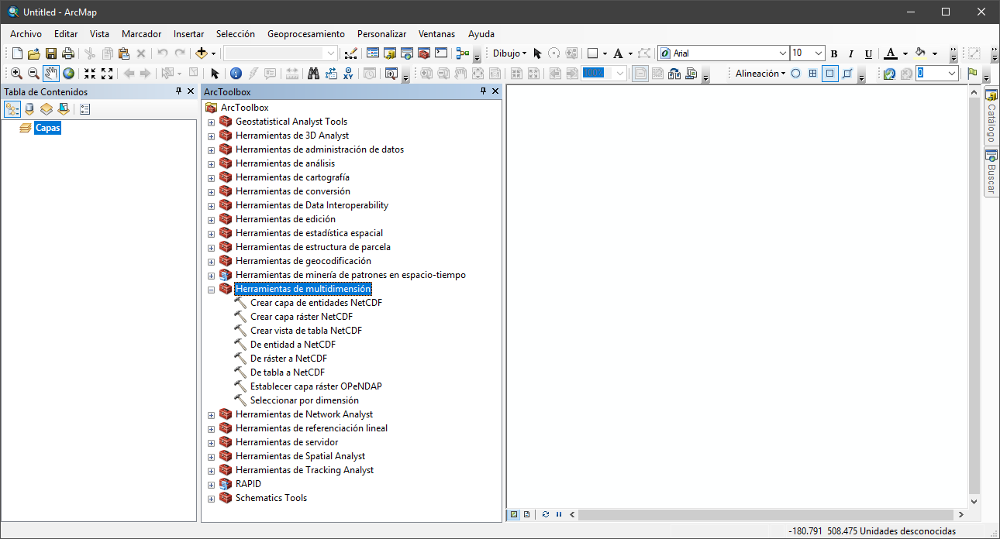 Untitled - ArcMap
Archivo Editar Vista Marcador Insertar Selección Geoprocesamiento Personalizar Ventanas Ayuda
Dibujo Arial 10 B I U A
100% Alineación 0
Tabla de Contenidos
Capas
ArcToolbox
ArcToolbox
Geostatistical Analyst Tools
Herramientas de 3D Analyst
Herramientas de administración de datos
Herramientas de análisis
Herramientas de cartografía
Herramientas de conversión
Herramientas de Data Interoperability
Herramientas de edición
Herramientas de estadística espacial
Herramientas de estructura de parcela
Herramientas de geocodificación
Herramientas de minería de patrones en espacio-tiempo
Herramientas de multidimensión
Crear capa de entidades NetCDF
Crear capa ráster NetCDF
Crear vista de tabla NetCDF
De entidad a NetCDF
De ráster a NetCDF
De tabla a NetCDF
Establecer capa ráster OPeNDAP
Seleccionar por dimensión
Herramientas de Network Analyst
Herramientas de referenciación lineal
Herramientas de servidor
Herramientas de Spatial Analyst
Herramientas de Tracking Analyst
RAPID
Schematics Tools
Catálogo
Buscar
-180.791 508.475 Unidades desconocidas